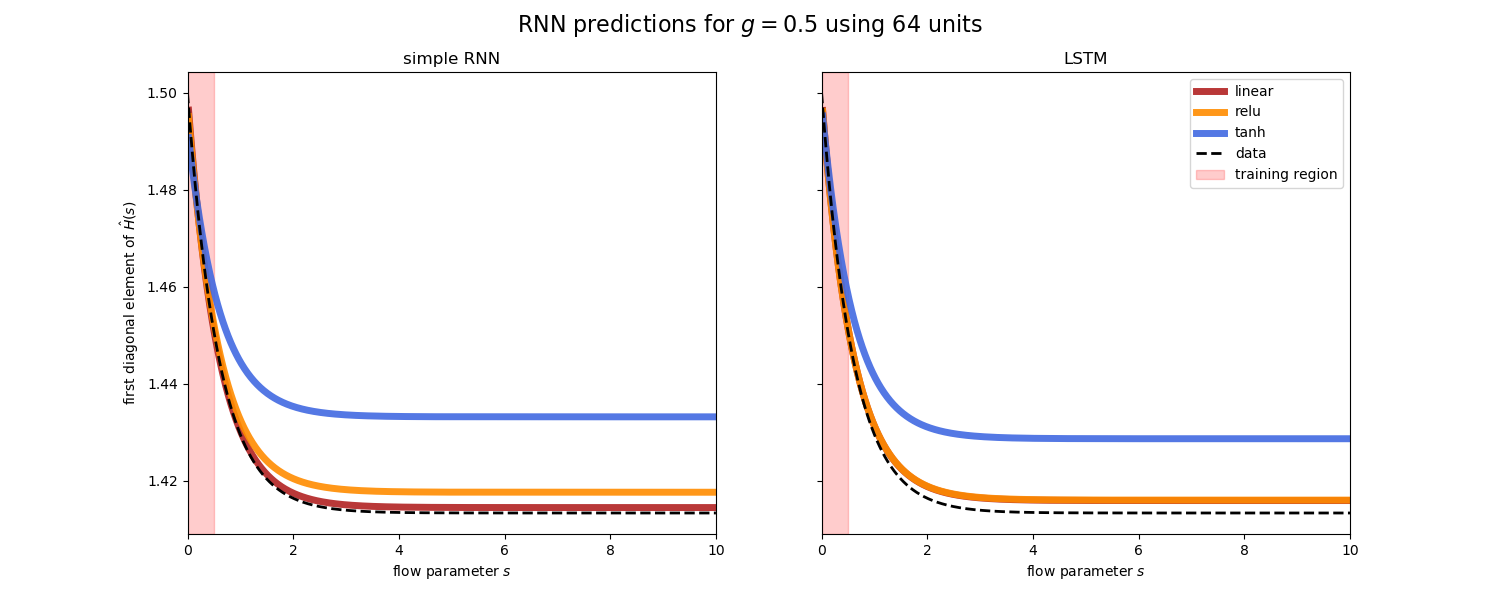 RNN predictions for g = 0.5 using 64 units
simple RNN
1.50
1.48
1.46
1.44
1.42
first diagonal element of Ĥ(s)
0 2 4 6 8 10
flow parameter s
LSTM
linear
relu
tanh
data
training region
0 2 4 6 8 10
flow parameter s